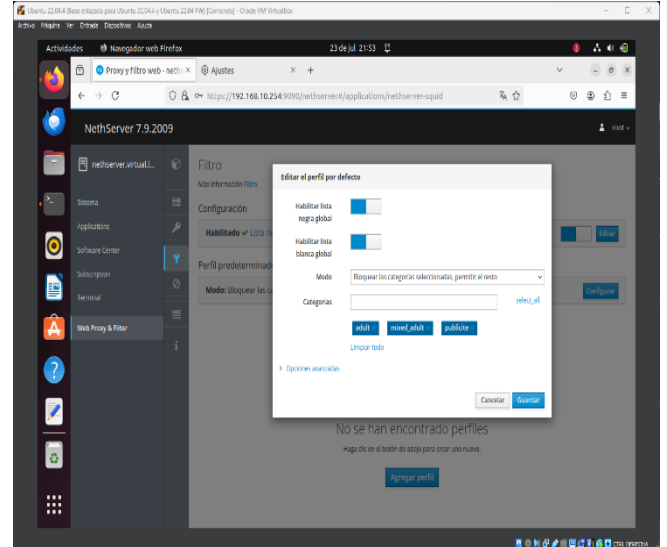 Ubuntu 22.04.4 (Base enlazada para Ubuntu 22.04.4 y Ubuntu 22.04 FW) [Corriendo] - Oracle VM VirtualBox
Archivo Máquina Ver Entrada Dispositivos Ayuda
Actividades Navegador web Firefox 23 de jul 21:53
Proxy y filtro web - neth Ajustes
https://192.168.10.254:9090/nethserver#/applications/nethserver-squid
NethServer 7.9.2009 root
nethserver.virtual.l...
Sistema
Applications
Software Center
Subscription
Terminal
Web Proxy & Filter
Filtro
Más información Filtro.
Configuración
Habilitado Lista n
Editar
Perfil predeterminad
Modo: Bloquear las ca
Configurar
Editar el perfil por defecto
Habilitar lista negra global
Habilitar lista blanca global
Modo Bloquear las categorías seleccionadas, permitir el resto
Categorías select_all
adult mixed_adult publicite
Limpiar todo
Opciones avanzadas
Cancelar Guardar
No se han encontrado perfiles
Haga clic en el botón de abajo para crear uno nuevo.
Agregar perfil
CTRL DERECHA